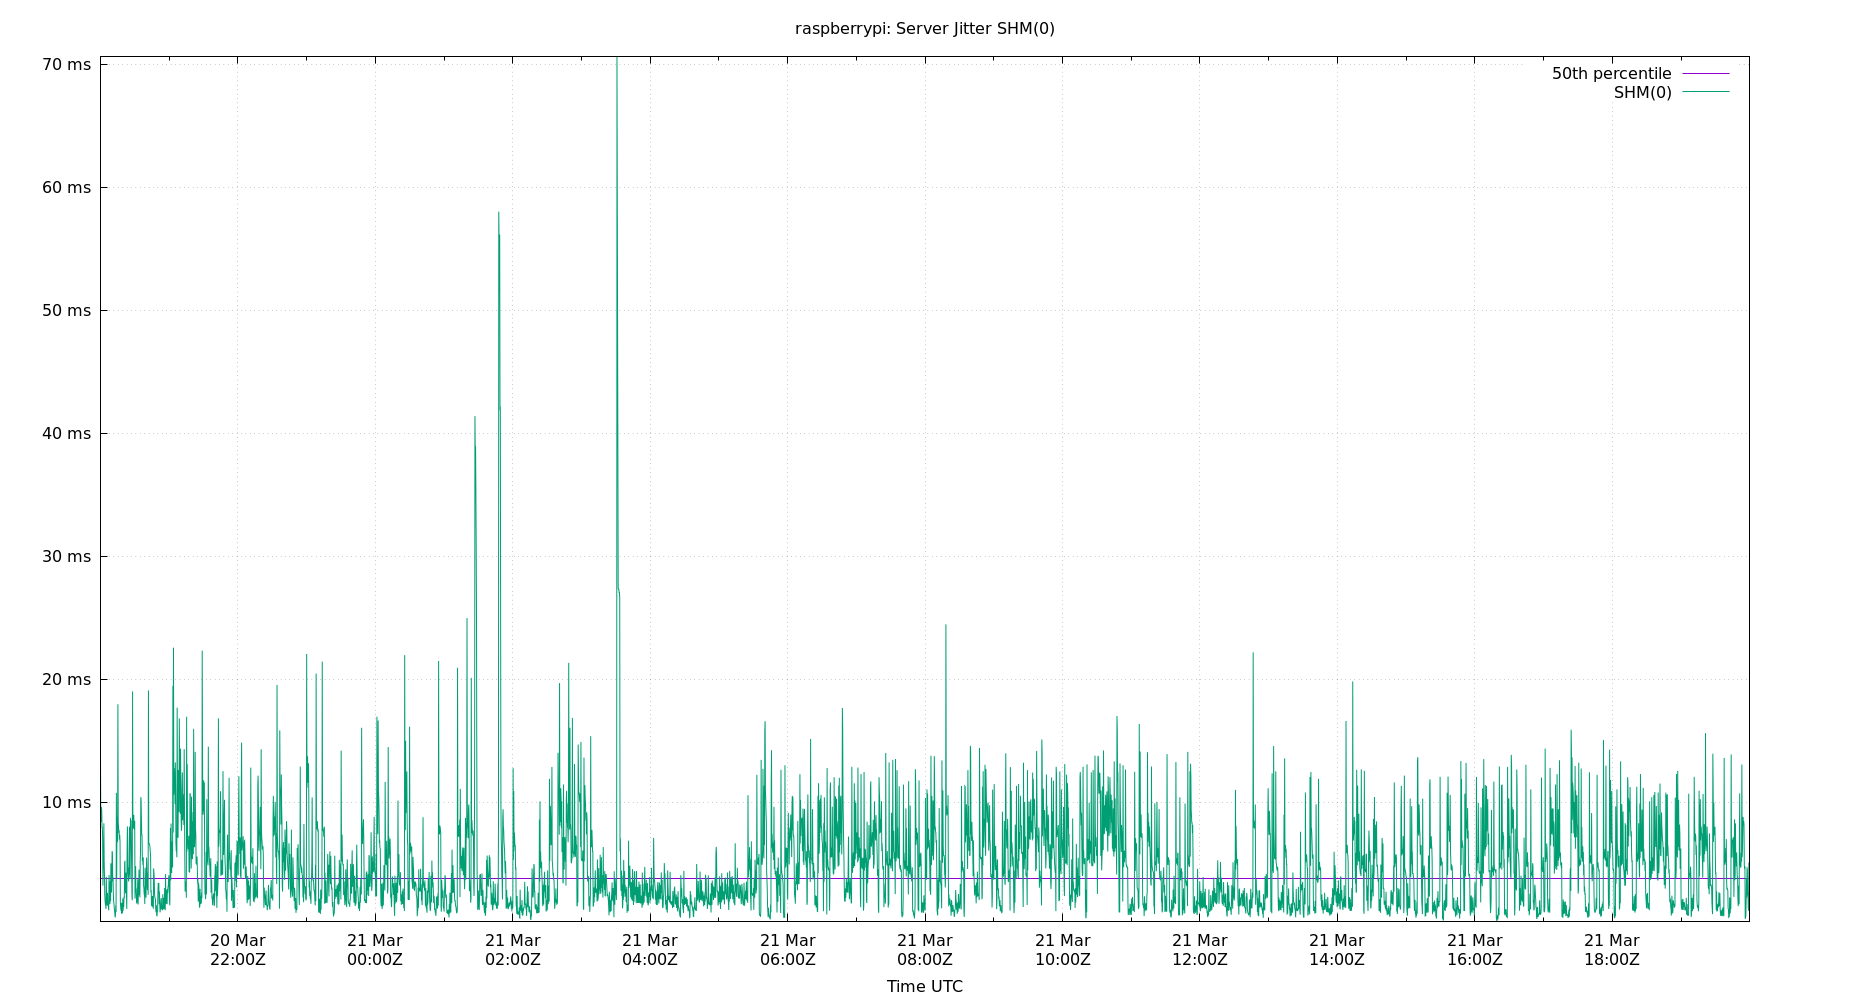 raspberrypi: Server Jitter SHM(0)
70 ms
60 ms
50 ms
40 ms
30 ms
20 ms
10 ms
50th percentile
SHM(0)
20 Mar
22:00Z
21 Mar
00:00Z
21 Mar
02:00Z
21 Mar
04:00Z
21 Mar
06:00Z
21 Mar
08:00Z
21 Mar
10:00Z
21 Mar
12:00Z
21 Mar
14:00Z
21 Mar
16:00Z
21 Mar
18:00Z
Time UTC